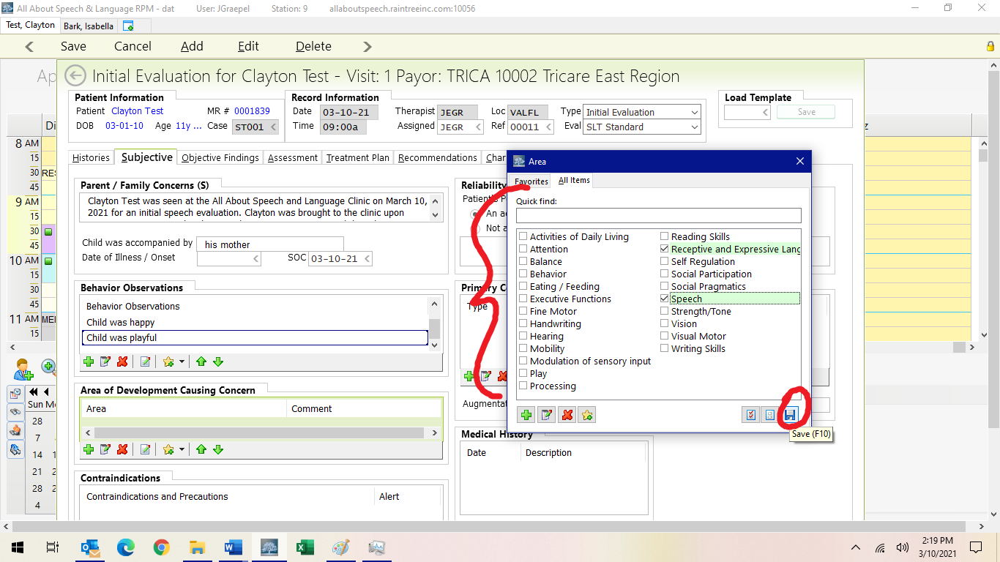 All About Speech & Language RPM - dat User: JGraepel Station: 9 allaboutspeech.raintreeinc.com:10056
Test, Clayton Bark, Isabella
Save Cancel Add Edit Delete
Ap
Initial Evaluation for Clayton Test - Visit: 1 Payor: TRICA 10002 Tricare East Region
Patient Information Record Information Load Template
Patient Clayton Test MR # 0001839 Date 03-10-21 Therapist JEGR Loc VALFL Type Initial Evaluation Save
DOB 03-01-10 Age 11y ... Case ST001 Time 09:00a Assigned JEGR Ref 00011 Eval SLT Standard
Di z
8 AM
15
30 RES
45
9 AM
15
30
45
10 AM
15
30
45
11 AM MEI
15
Histories Subjective Objective Findings Assessment Treatment Plan Recommendations Char
Parent / Family Concerns (S)
Clayton Test was seen at the All About Speech and Language Clinic on March 10,
2021 for an initial speech evaluation. Clayton was brought to the clinic upon
Child was accompanied by his mother
Date of Illness / Onset SOC 03-10-21
Reliability
Patient's P
An ac
Not a
Behavior Observations
Behavior Observations
Child was happy
Child was playful
Primary Co
Type
Augmentat
Area of Development Causing Concern
Area Comment
Medical History
Date Description
Contraindications
Contraindications and Precautions Alert
Area
Favorites All Items
Quick find:
Activities of Daily Living Reading Skills
Attention Receptive and Expressive Lang
Balance Self Regulation
Behavior Social Participation
Eating / Feeding Social Pragmatics
Executive Functions Speech
Fine Motor Strength/Tone
Handwriting Vision
Hearing Visual Motor
Mobility Writing Skills
Modulation of sensory input
Play
Processing
Save (F10)
Sun Mo
28
7
14 1
21 2
28 2
4
2:19 PM
3/10/2021